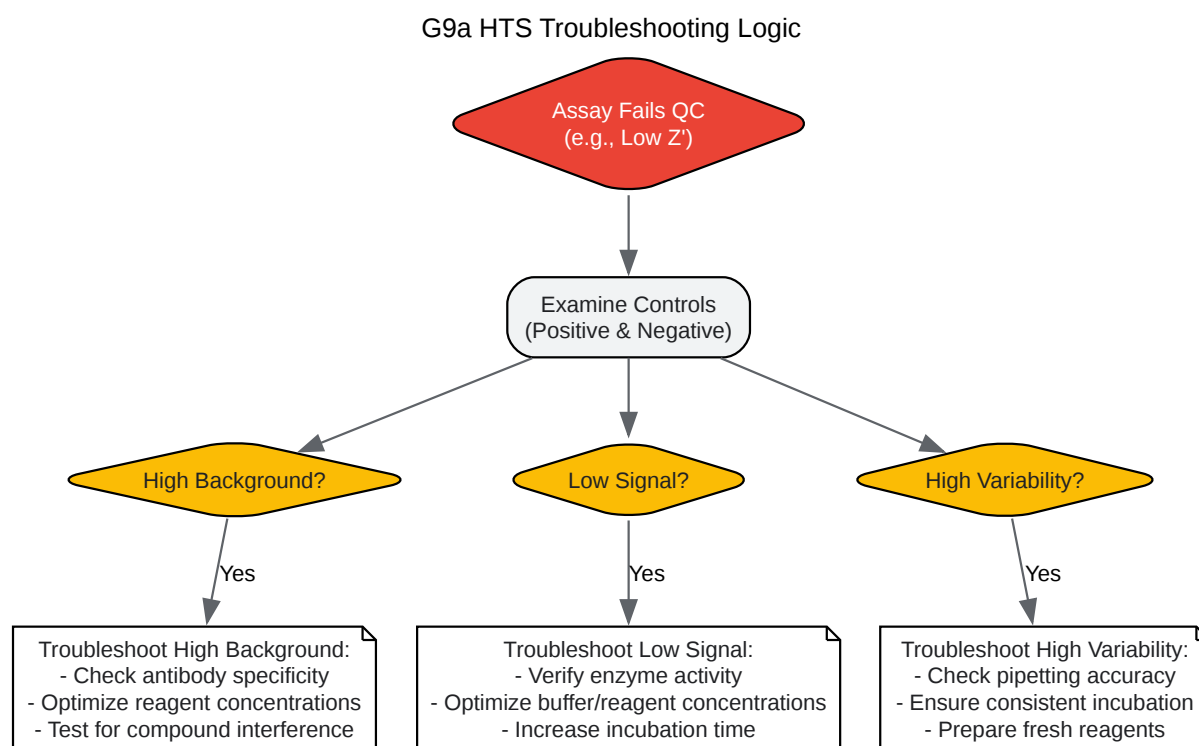 G9a HTS Troubleshooting Logic
Assay Fails QC
(e.g., Low Z')
Examine Controls
(Positive & Negative)
High Background?
Low Signal?
High Variability?
Yes
Yes
Yes
Troubleshoot High Background:
- Check antibody specificity
- Optimize reagent concentrations
- Test for compound interference
Troubleshoot Low Signal:
- Verify enzyme activity
- Optimize buffer/reagent concentrations
- Increase incubation time
Troubleshoot High Variability:
- Check pipetting accuracy
- Ensure consistent incubation
- Prepare fresh reagents